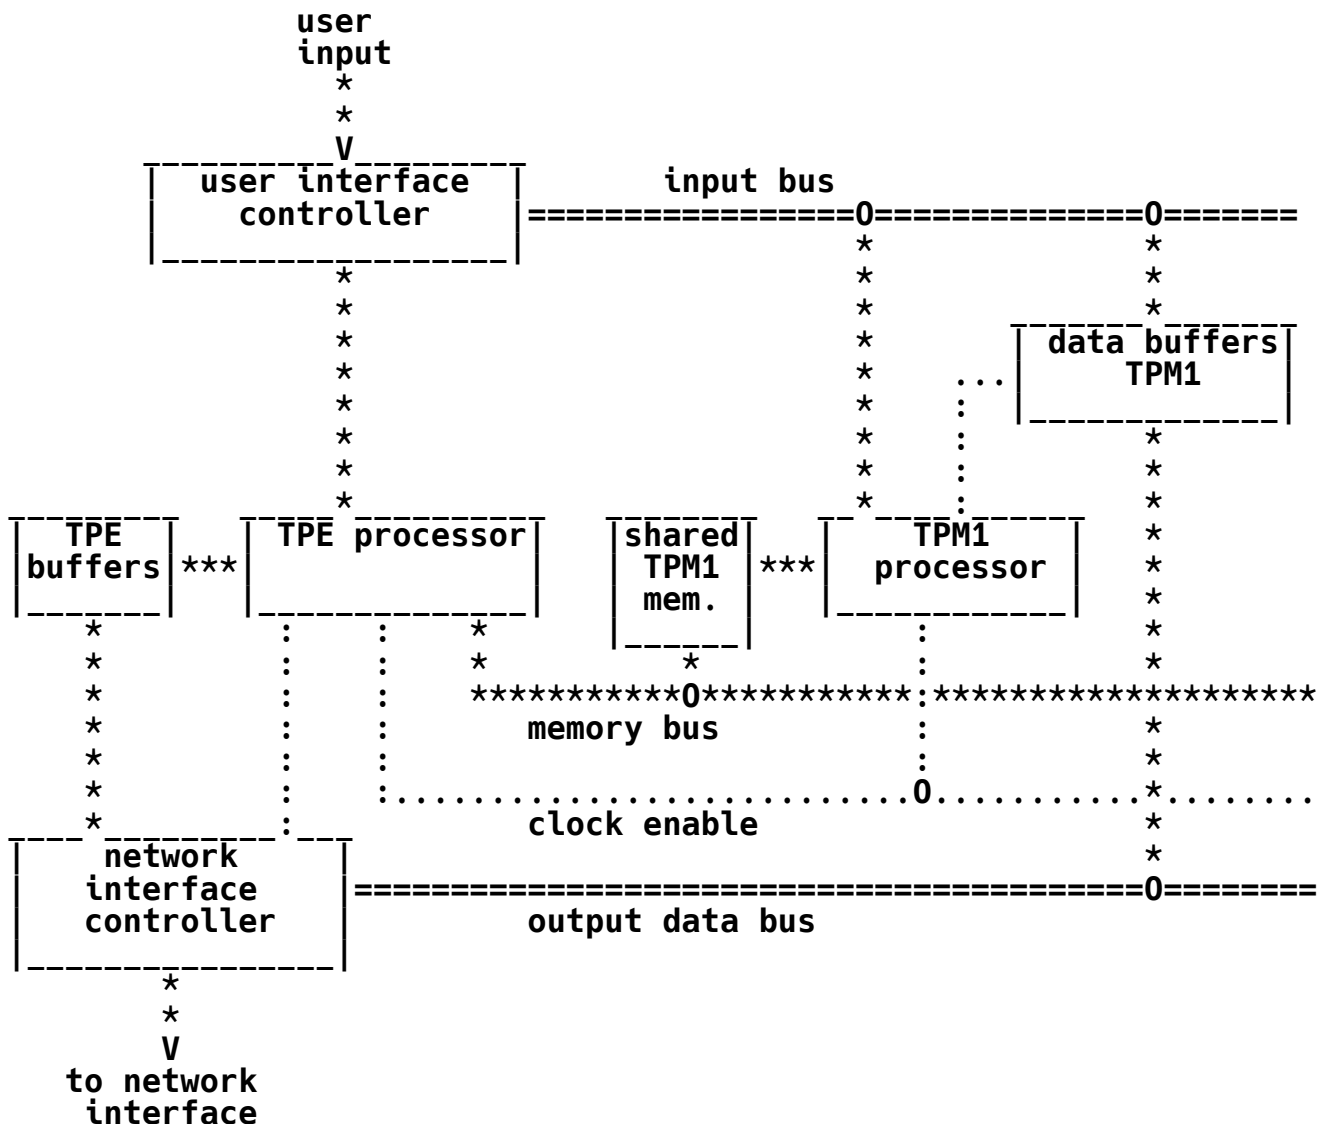 user
input
V
user interface
controller
input bus
data buffers
TPM1
TPE
buffers
TPE processor
shared
TPM1
mem.
TPM1
processor
memory bus
clock enable
network
interface
controller
output data bus
V
to network
interface